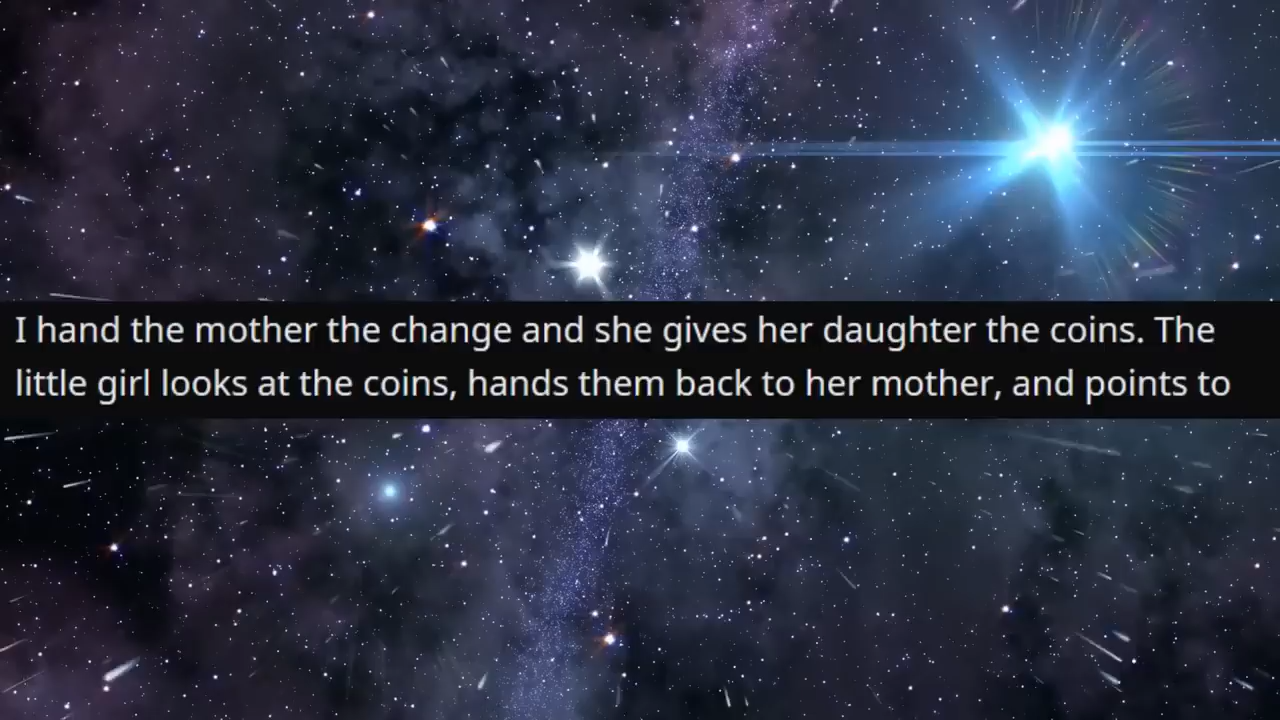 I hand the mother the change and she gives her daughter the coins. The
little girl looks at the coins, hands them back to her mother, and points to